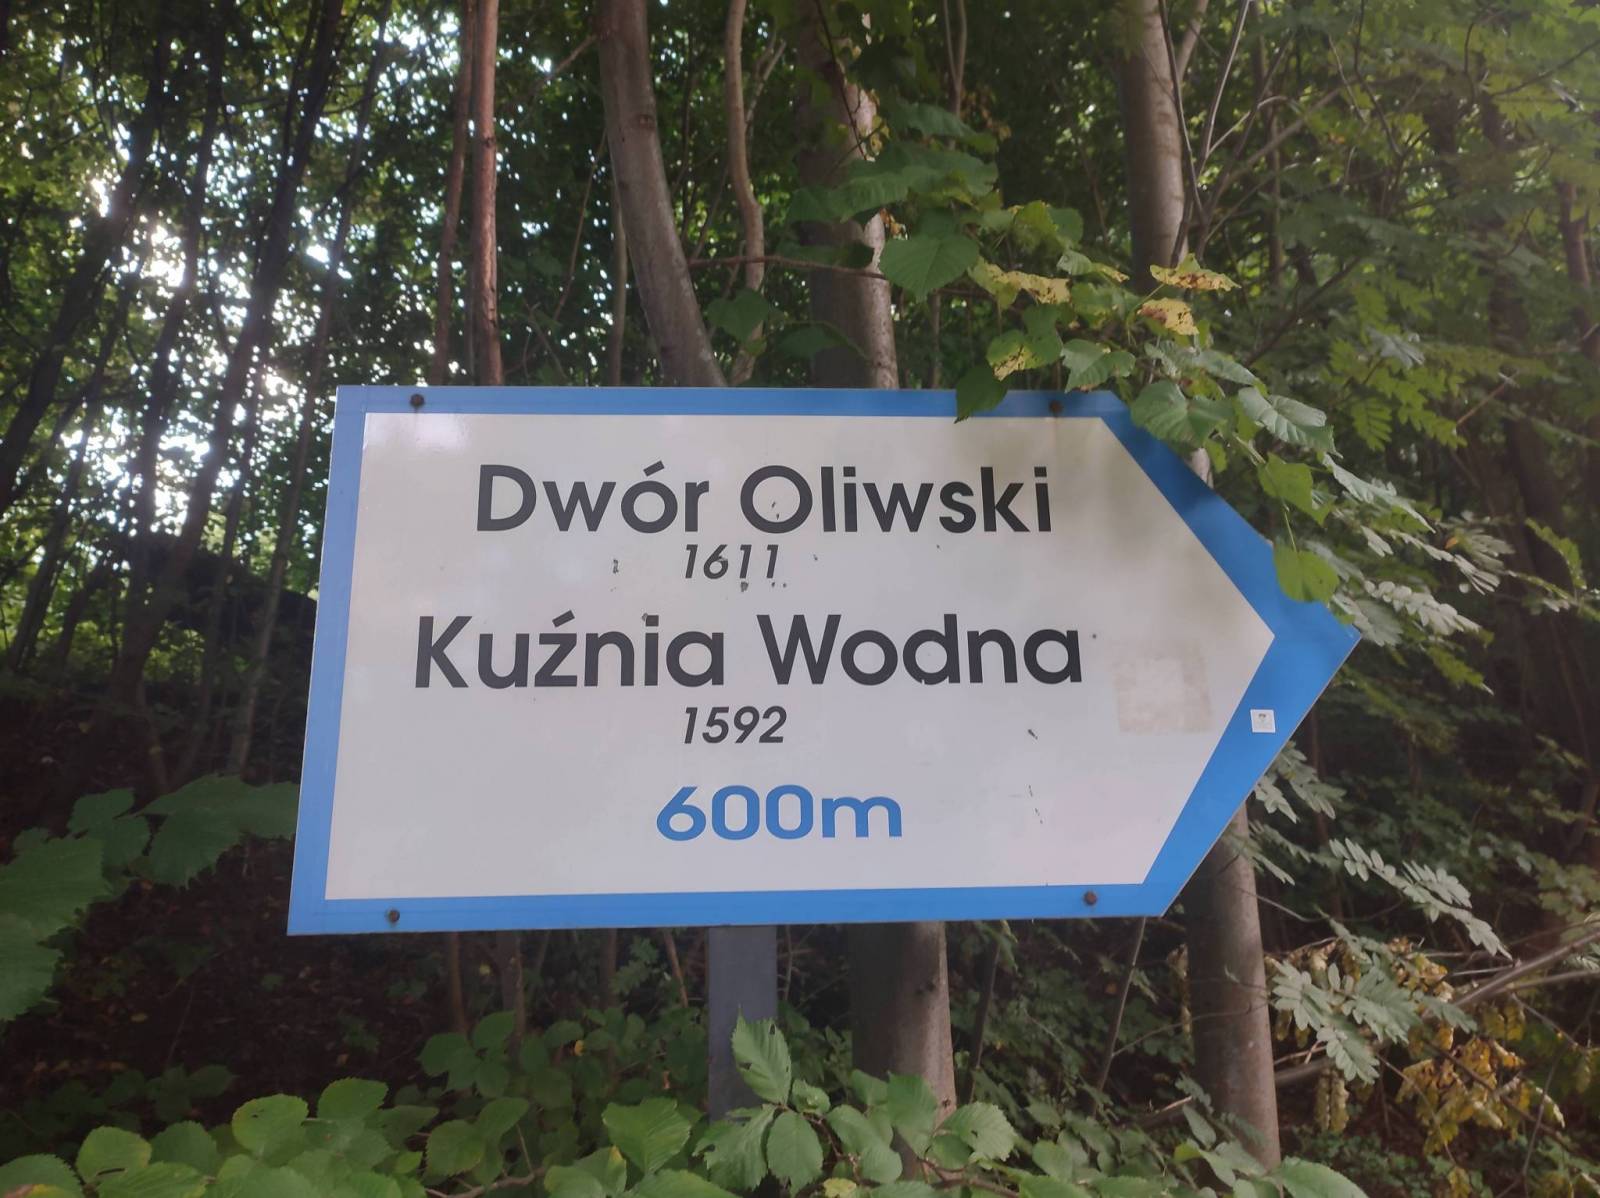 Dwór Oliwski
1611
Kuźnia Wodna
1592
600m